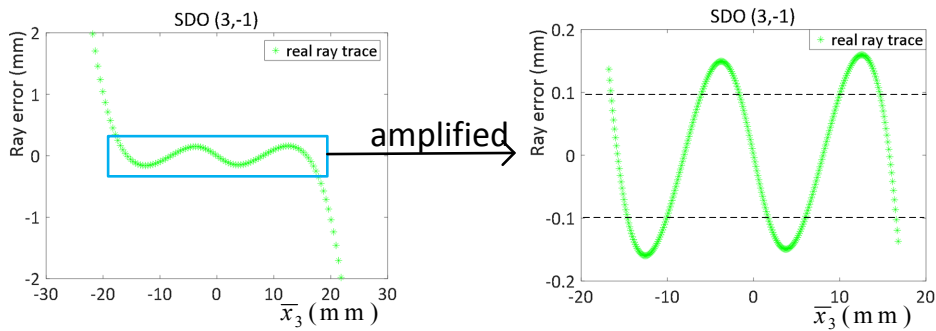 SDO (3,-1)
Ray error (mm)
2
1
0
-1
-2
+ real ray trace
-30
-20
-10
0
10
20
30
x̅3 (mm)
amplified
SDO (3,-1)
Ray error (mm)
0.2
0.1
0
-0.1
-0.2
+ real ray trace
-20
-10
0
10
20
x̅3 (mm)